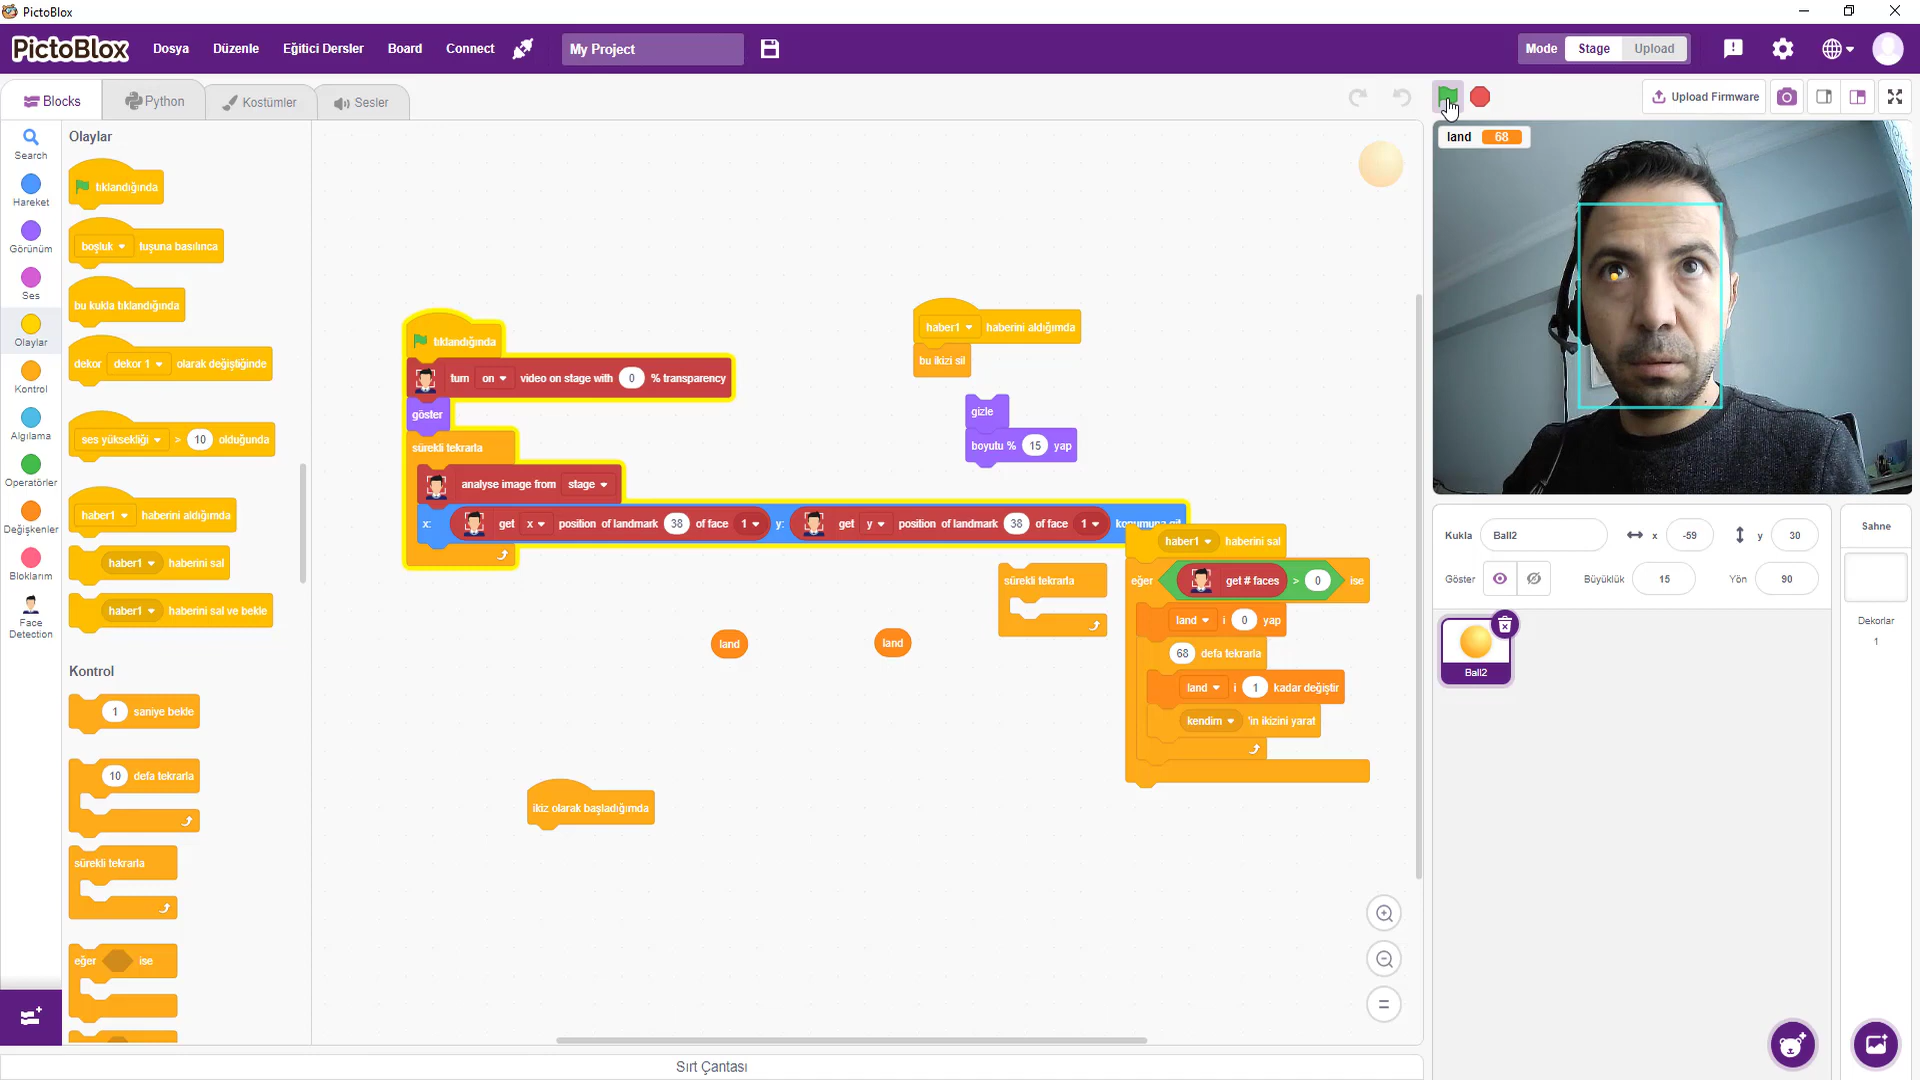 PictoBlox
PictoBlox
Dosya
Düzenle
Eğitici Dersler
Board
Connect
My Project
Mode
Stage
Upload
Blocks
Python
Kostümler
Sesler
Upload Firmware
Search
Hareket
Görünüm
Ses
Olaylar
Kontrol
Algılama
Operatörler
Değişkenler
Bloklarım
Face
Detection
Olaylar
tıklandığında
boşluk tuşuna basılınca
bu kukla tıklandığında
dekor dekor 1 olarak değiştiğinde
ses yüksekliği > 10 olduğunda
haber1 haberini aldığımda
haber1 haberini sal
haber1 haberini sal ve bekle
Kontrol
1 saniye bekle
10 defa tekrarla
sürekli tekrarla
eğer ise
tıklandığında
turn on video on stage with 0 % transparency
göster
sürekli tekrarla
analyse image from stage
x: get x position of landmark 38 of face 1 y: get y position of landmark 38 of face 1
haber1 haberini aldığımda
bu ikizi sil
gizle
boyutu % 15 yap
sürekli tekrarla
land
land
ikiz olarak başladığımda
haber1 haberini sal
eğer get # faces > 0 ise
land i 0 yap
68 defa tekrarla
land i 1 kadar değiştir
kendim 'in ikizini yarat
Sırt Çantası
land 68
Kukla Ball2 x -59 y 30
Göster Büyüklük 15 Yön 90
Ball2
Sahne
Dekorlar
1